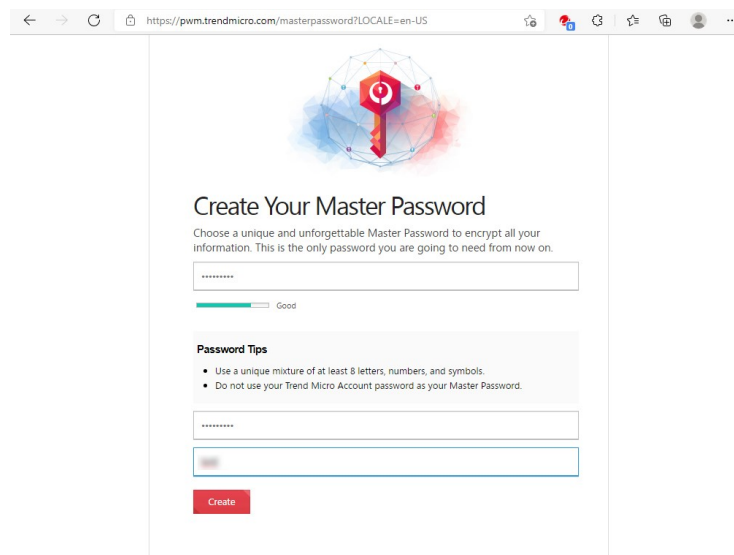 https://pwm.trendmicro.com/masterpassword?LOCALE=en-US
0
Create Your Master Password
Choose a unique and unforgettable Master Password to encrypt all your
information. This is the only password you are going to need from now on.
•••••••••
Good
Password Tips
• Use a unique mixture of at least 8 letters, numbers, and symbols.
• Do not use your Trend Micro Account password as your Master Password.
•••••••••
Create